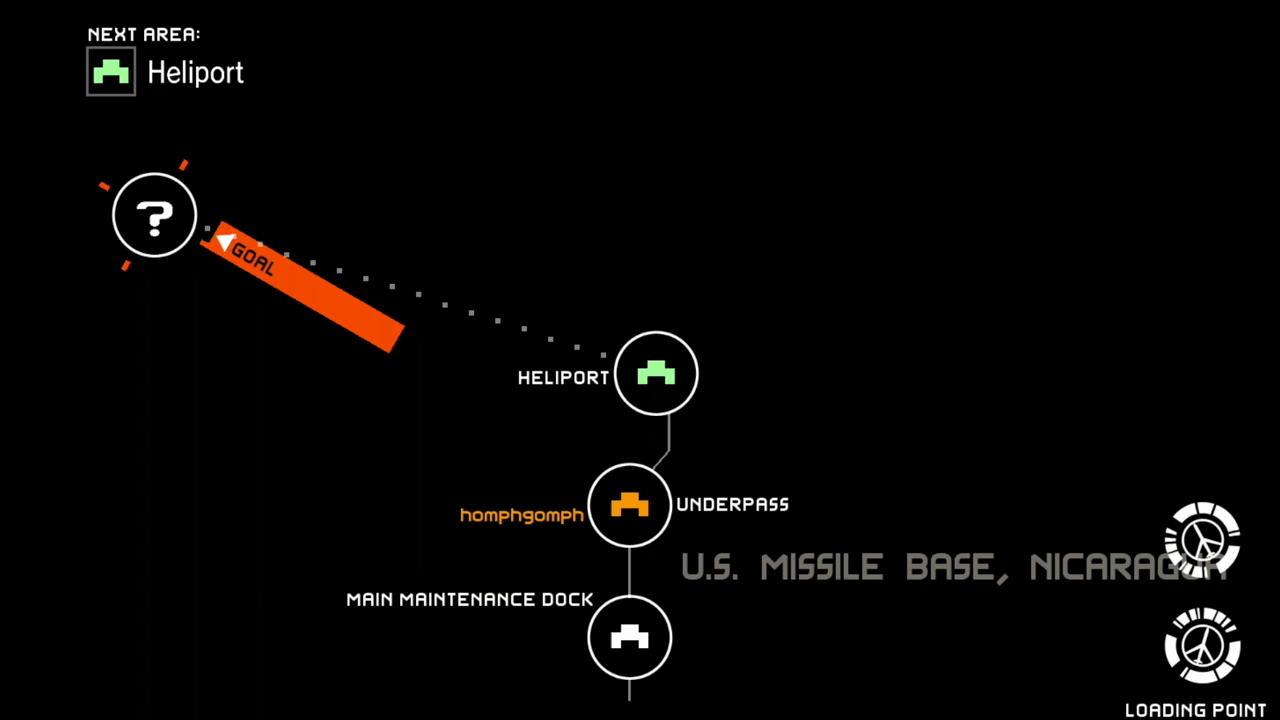 NEXT AREA:
Heliport
?
GOAL
HELIPORT
UNDERPASS
homphgomph
U.S. MISSILE BASE, NICARAGUA
MAIN MAINTENANCE DOCK
LOADING POINT